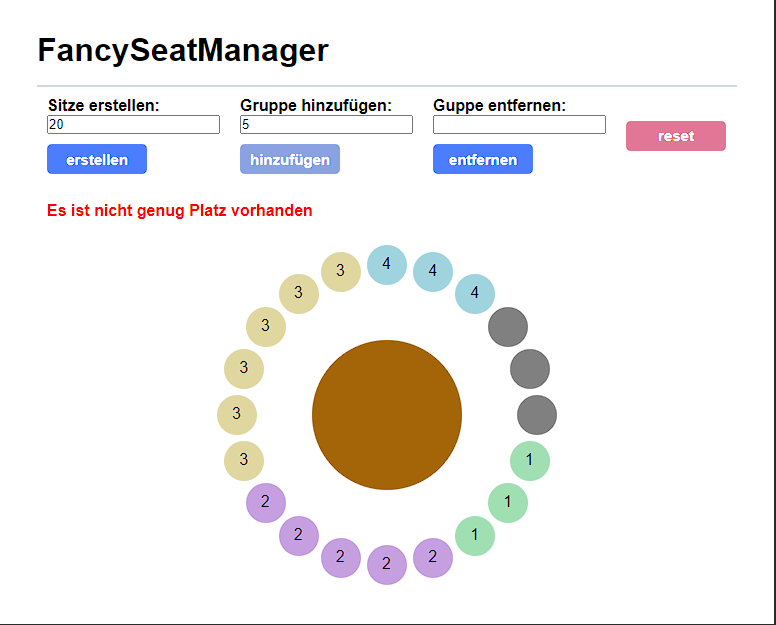 FancySeatManager
Sitze erstellen: Gruppe hinzufügen: Guppe entfernen:
20 5
reset
erstellen hinzufügen entfernen
Es ist nicht genug Platz vorhanden
4
3 4
3 4
3
3
3
3 1
2 1
2 1
2 2 2